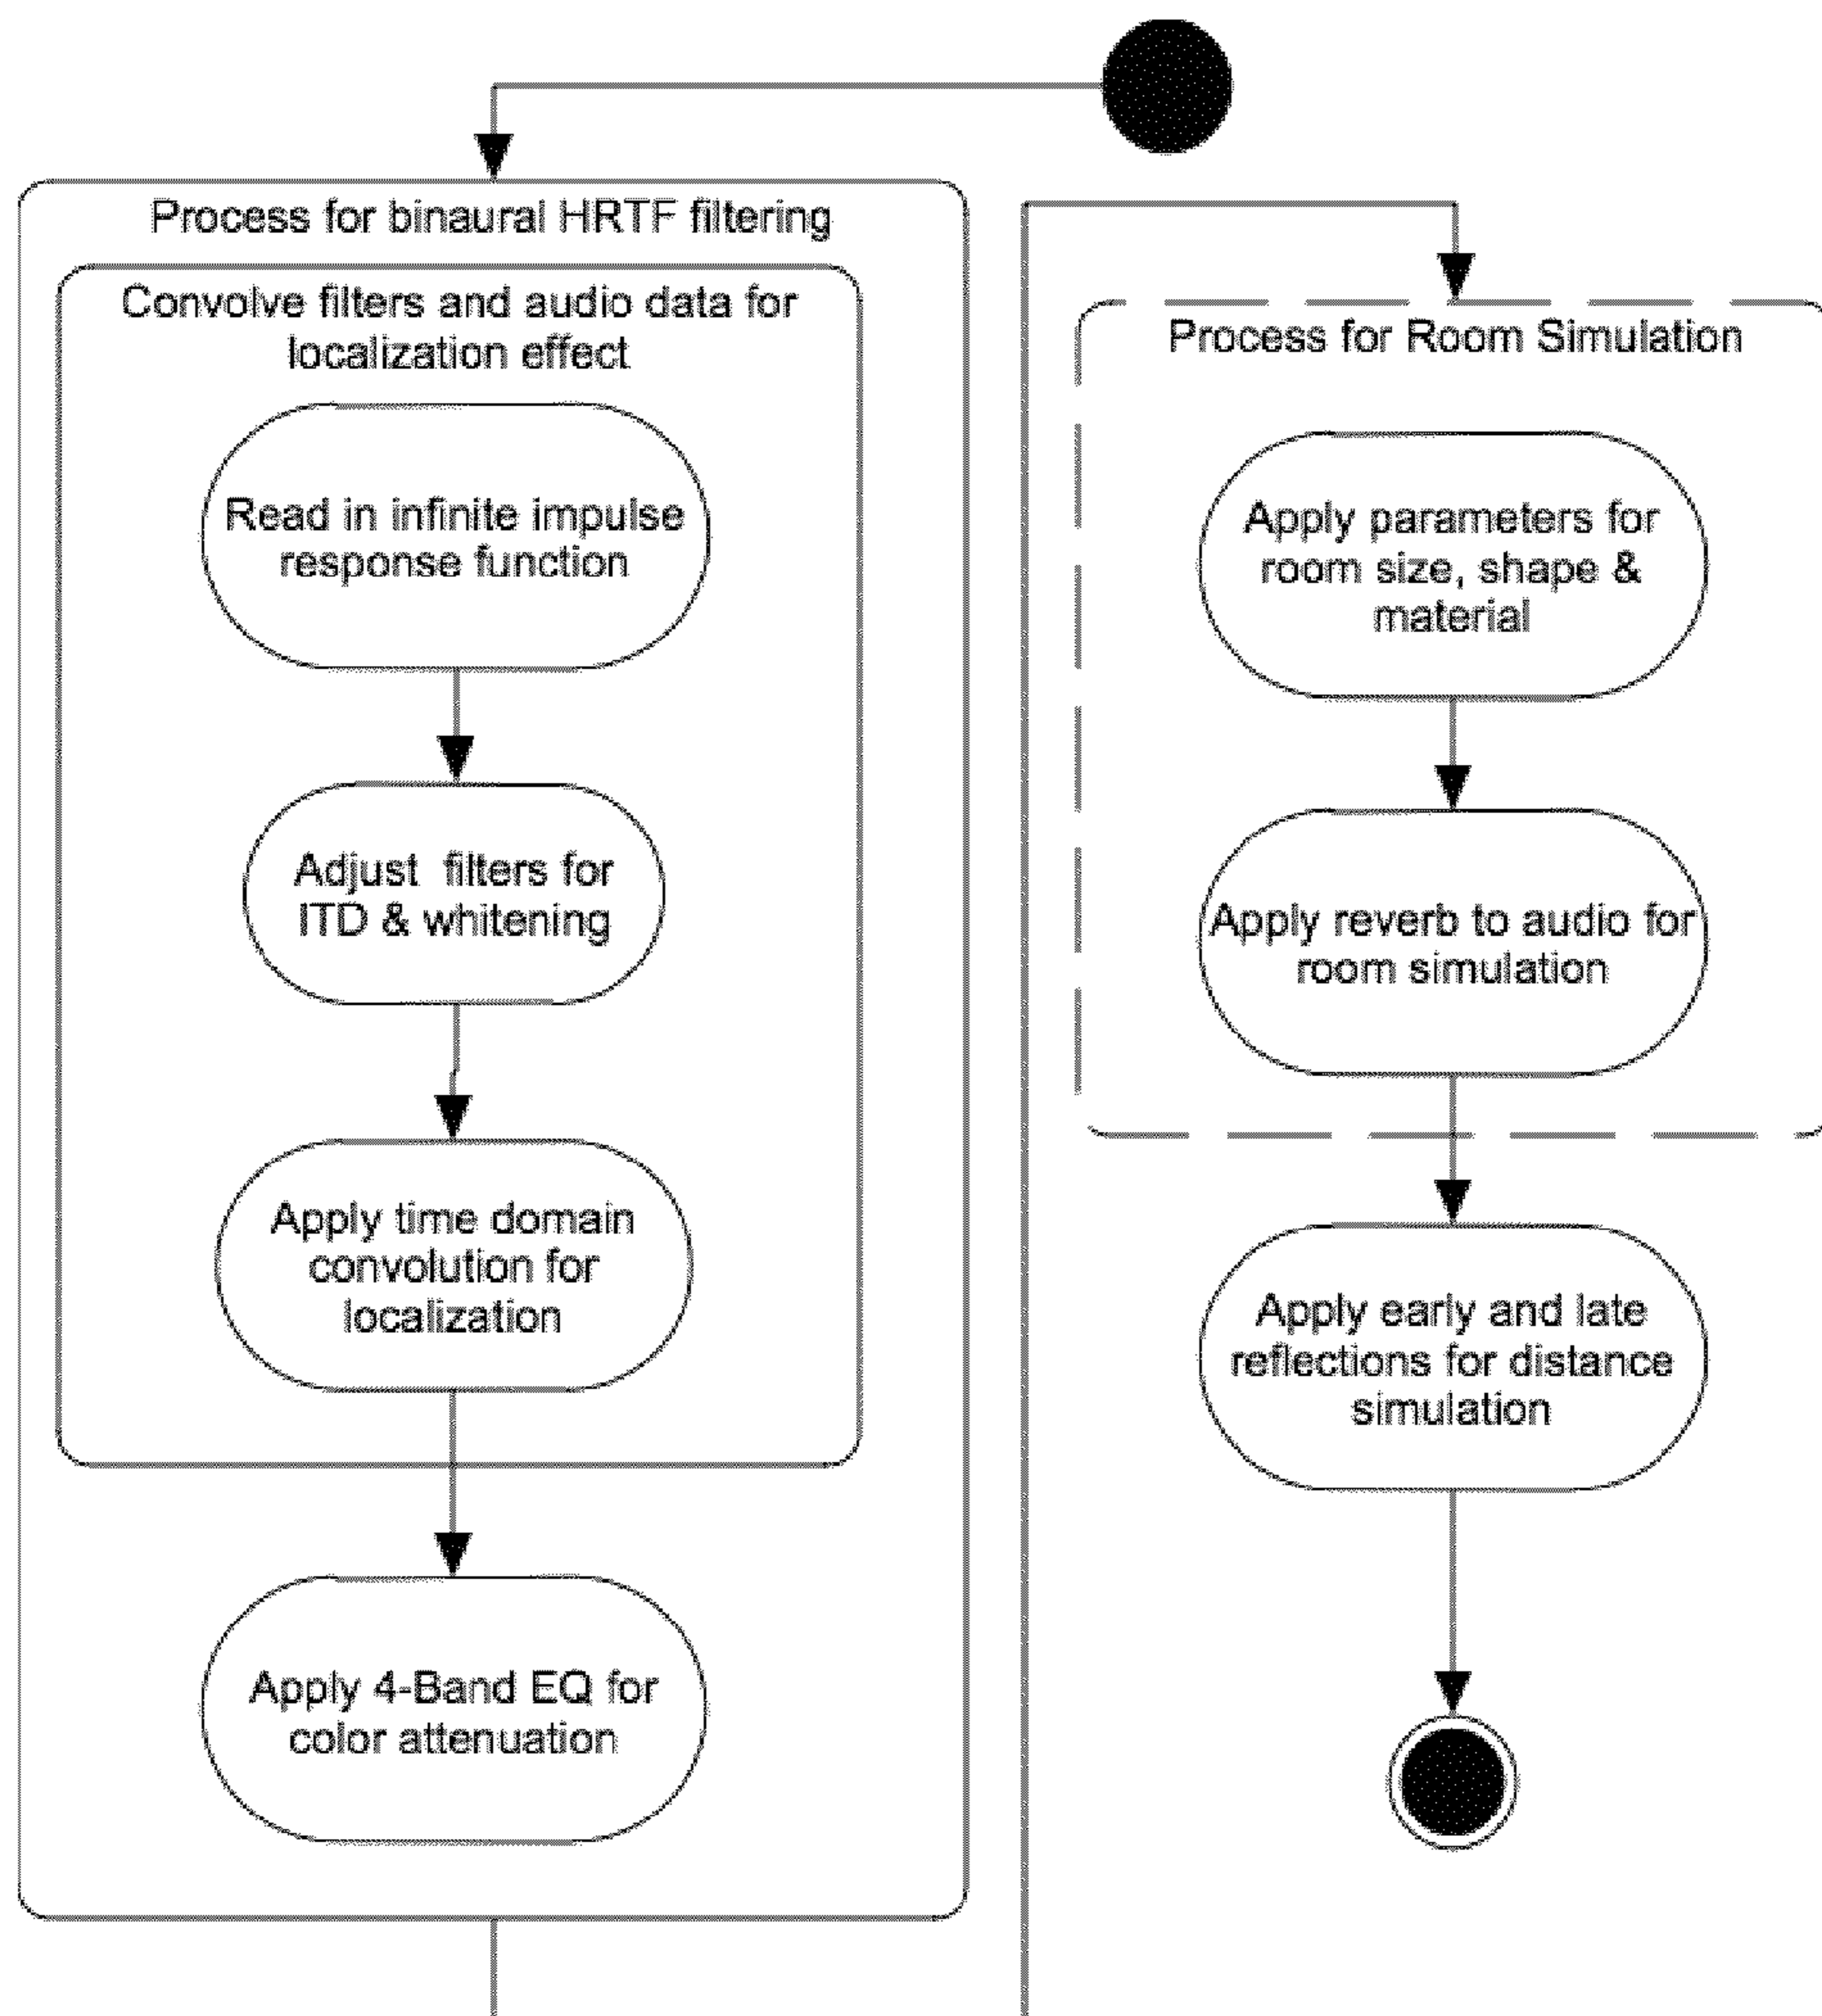 Process for binaural HRTF filtering
Convolve filters and audio data for
localization effect
Read in infinite impulse
response function
Adjust filters for
ITD & whitening
Apply time domain
convolution for
localization
Apply 4-Band EQ for
color attenuation
Process for Room Simulation
Apply parameters for
room size, shape &
material
Apply reverb to audio for
room simulation
Apply early and late
reflections for distance
simulation